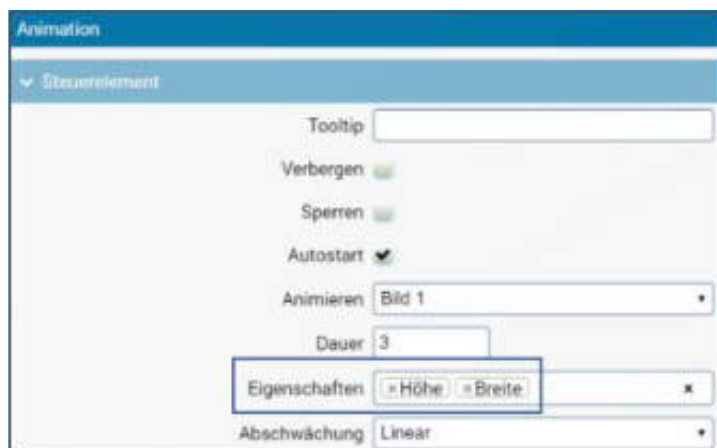 Animation
Steuerelement
Tooltip
Verbergen
Sperren
Autostart
Animieren Bild 1
Dauer 3
Eigenschaften × Höhe × Breite ×
Abschwächung Linear